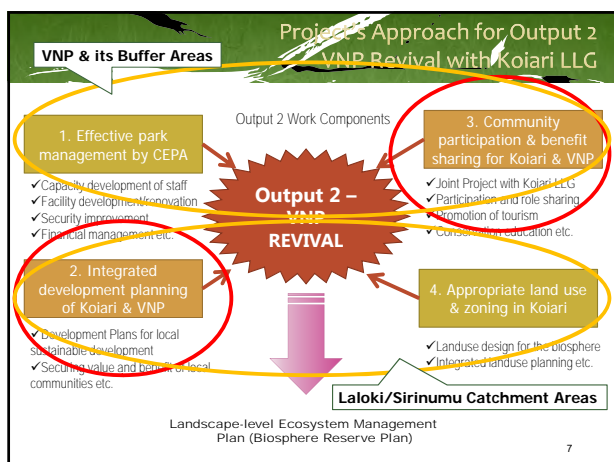 Project's Approach for Output 2
VNP Revival with Koiari LLG
VNP & its Buffer Areas
Output 2 Work Components
1. Effective park
management by CEPA
✓Capacity development of staff
✓Facility development/renovation
✓Security improvement
✓Financial management etc.
3. Community
participation & benefit
sharing for Koiari & VNP
✓Joint Project with Koiari LLG
✓Participation and role sharing
✓Promotion of tourism
✓Conservation education etc.
Output 2 –
VNP
REVIVAL
2. Integrated
development planning
of Koiari & VNP
✓Development Plans for local
sustainable development
✓Securing value and benefit of local
communities etc.
4. Appropriate land use
& zoning in Koiari
✓Landuse design for the biosphere
✓Integrated landuse planning etc.
Laloki/Sirinumu Catchment Areas
Landscape-level Ecosystem Management
Plan (Biosphere Reserve Plan)
7